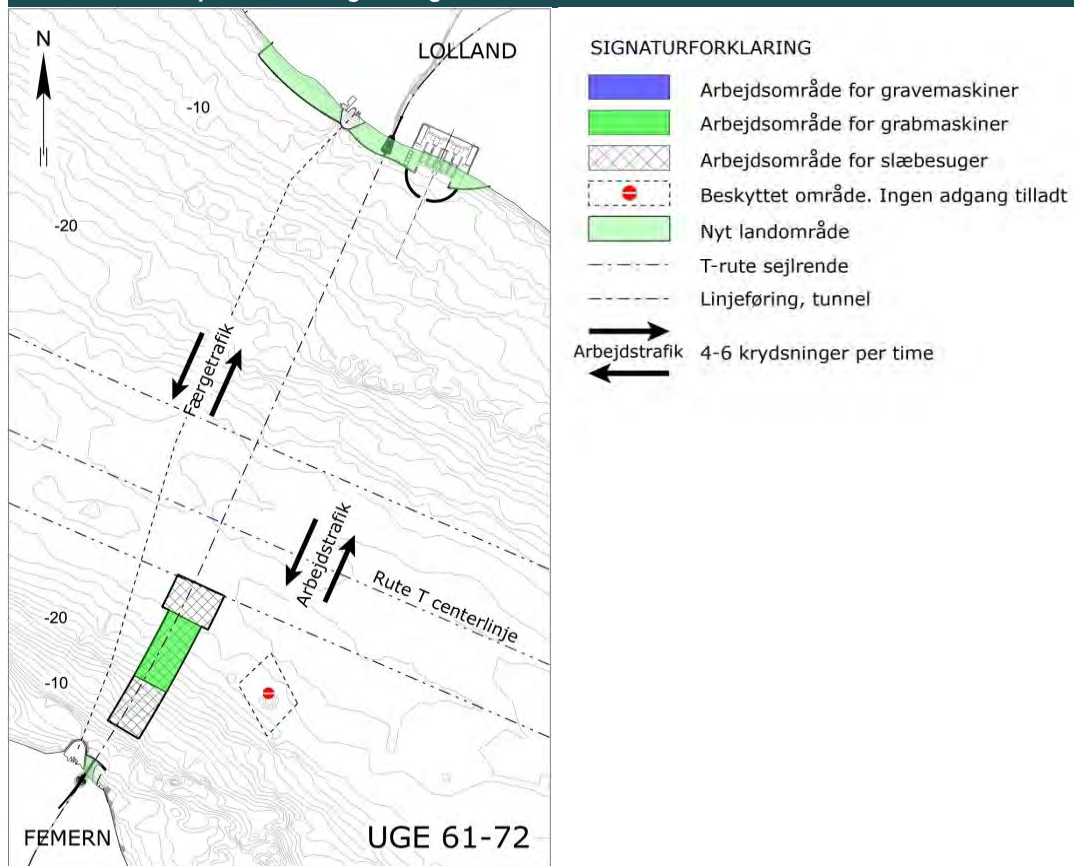 N
LOLLAND
-10
-20
Færgetrafik
Arbejdstrafik
Rute T centerlinje
-20
-10
FEMERN
UGE 61-72
SIGNATURFORKLARING
Arbejdsområde for gravemaskiner
Arbejdsområde for grabmaskiner
Arbejdsområde for slæbesuger
Beskyttet område. Ingen adgang tilladt
Nyt landområde
T-rute sejlrende
Linjeføring, tunnel
Arbejdstrafik 4-6 krydsninger per time